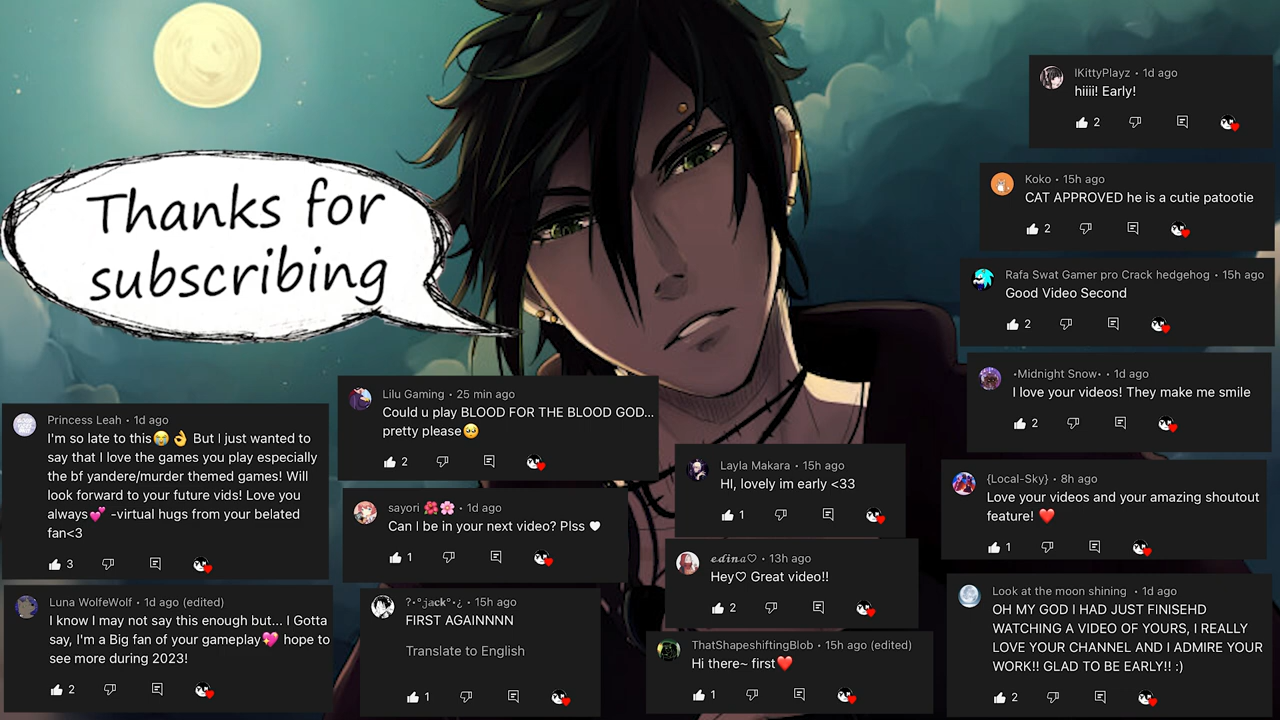 Thanks for
subscribing
Princess Leah • 1d ago
I'm so late to this😭👌 But I just wanted to
say that I love the games you play especially
the bf yandere/murder themed games! Will
look forward to your future vids! Love you
always💕 -virtual hugs from your belated
fan<3
3
Luna WolfeWolf • 1d ago (edited)
I know I may not say this enough but... I Gotta
say, I'm a Big fan of your gameplay💖 hope to
see more during 2023!
2
Lilu Gaming • 25 min ago
Could u play BLOOD FOR THE BLOOD GOD...
pretty please🥺
2
sayori 🌺🌸 • 1d ago
Can I be in your next video? Plss 🤍
1
?•°𝕛𝕒𝕔𝕜°•¿ • 15h ago
FIRST AGAINNNN
Translate to English
1
Layla Makara • 15h ago
HI, lovely im early <33
1
𝓮𝓭𝓲𝓷𝓪♡ • 13h ago
Hey♡ Great video!!
2
ThatShapeshiftingBlob • 15h ago (edited)
Hi there~ first❤️
1
IKittyPlayz • 1d ago
hiiii! Early!
2
Koko • 15h ago
CAT APPROVED he is a cutie patootie
2
Rafa Swat Gamer pro Crack hedgehog • 15h ago
Good Video Second
2
•Midnight Snow• • 1d ago
I love your videos! They make me smile
2
{Local-Sky} • 8h ago
Love your videos and your amazing shoutout
feature! ❤️
1
Look at the moon shining • 1d ago
OH MY GOD I HAD JUST FINISEHD
WATCHING A VIDEO OF YOURS, I REALLY
LOVE YOUR CHANNEL AND I ADMIRE YOUR
WORK!! GLAD TO BE EARLY!! :)
2